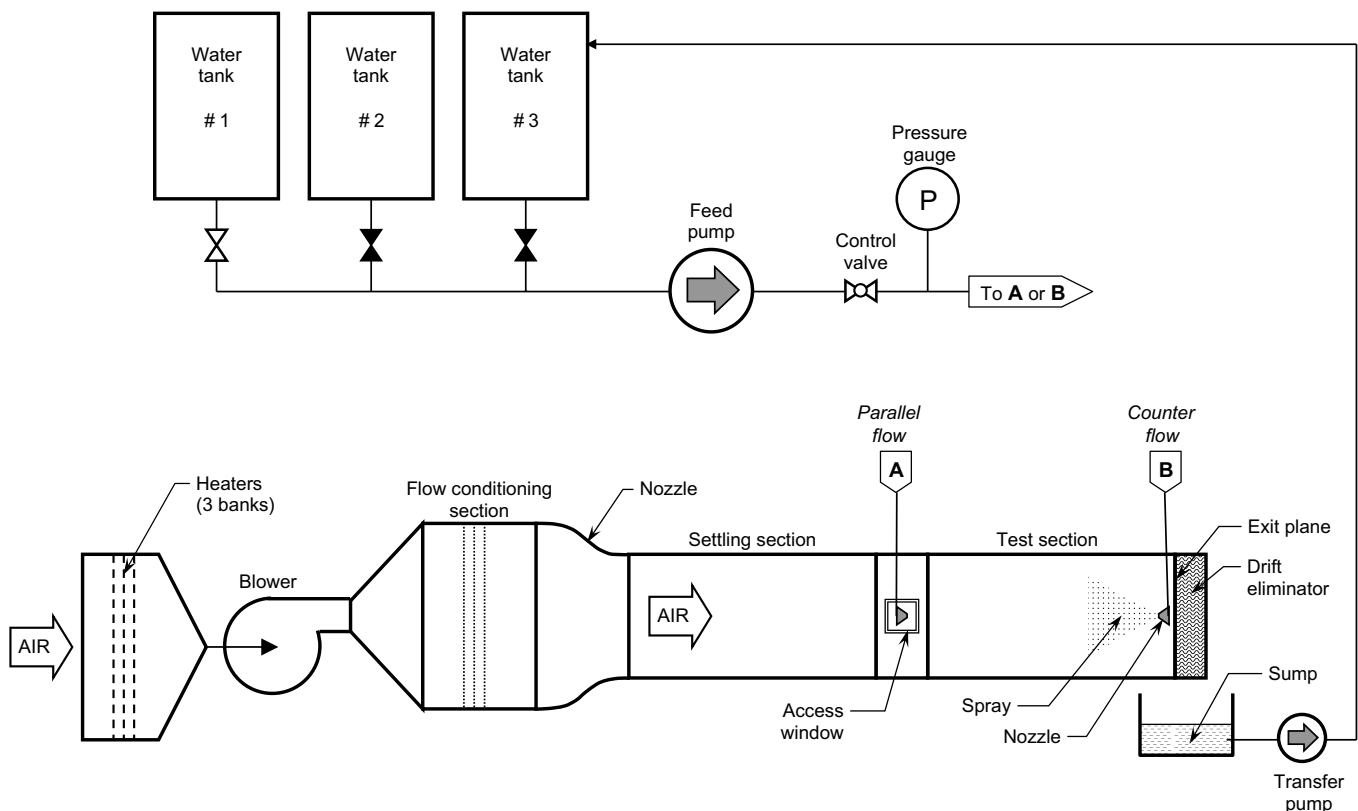 Water
tank
# 1
Water
tank
# 2
Water
tank
# 3
Pressure
gauge
P
Feed
pump
Control
valve
To A or B
Parallel
flow
A
Counter
flow
B
Heaters
(3 banks)
Flow conditioning
section
Nozzle
Settling section
Test section
Exit plane
Drift
eliminator
Blower
AIR
AIR
Access
window
Spray
Nozzle
Sump
Transfer
pump